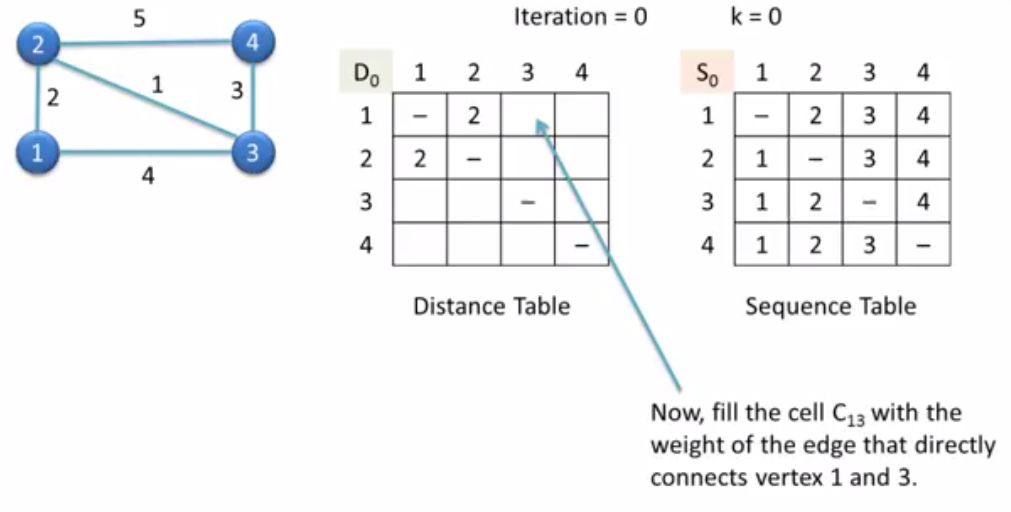 Iteration = 0 k = 0
5
2 4
1 3
2
1 3
4
D₀ 1 2 3 4
1 – 2
2 2 –
3 –
4 –
Distance Table
S₀ 1 2 3 4
1 – 2 3 4
2 1 – 3 4
3 1 2 – 4
4 1 2 3 –
Sequence Table
Now, fill the cell C₁₃ with the
weight of the edge that directly
connects vertex 1 and 3.